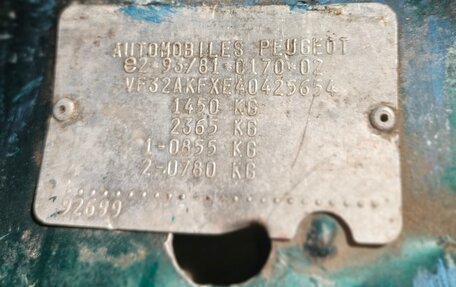 AUTOMOBILES PEUGEOT
e2*93/81*0170*02
VF32AKFXE40425654
1450 KG
2365 KG
1-0855 KG
2-0780 KG
92699